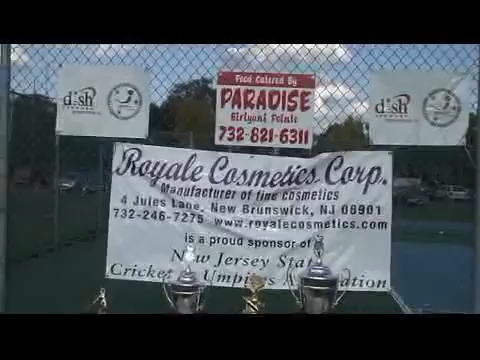 Food Catered By
PARADISE
Biriyani Pointe
732-821-6311
dish
dish
Royale Cosmetics Corp.
Manufacturer of fine cosmetics
4 Jules Lane, New Brunswick, NJ 08901
732-246-7275 www.royalecosmetics.com
is a proud sponsor of
New Jersey State
Cricket Umpires Association